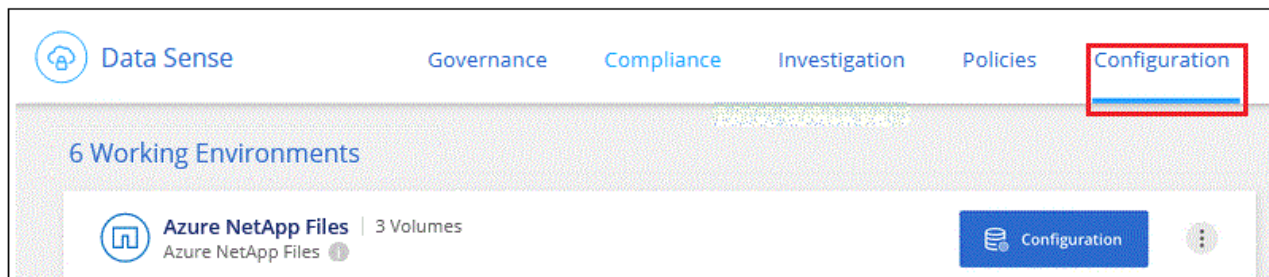 Data Sense Governance Compliance Investigation Policies Configuration
6 Working Environments
Azure NetApp Files | 3 Volumes
Azure NetApp Files
Configuration